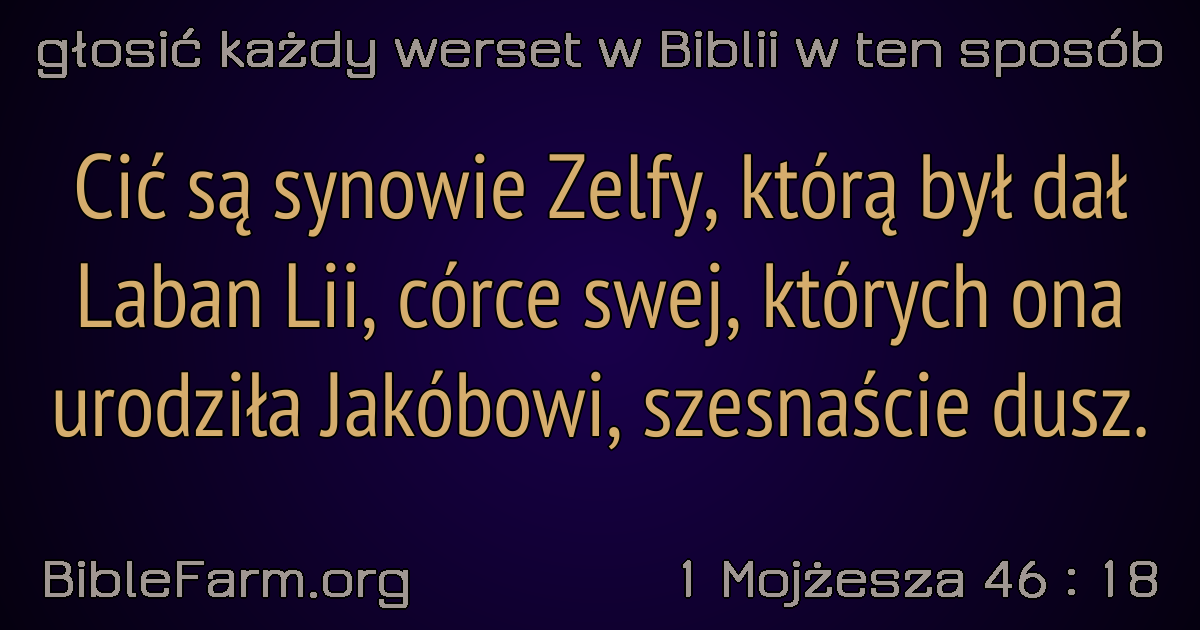 głosić każdy werset w Biblii w ten sposób
Cić są synowie Zelfy, którą był dał
Laban Lii, córce swej, których ona
urodziła Jakóbowi, szesnaście dusz.
BibleFarm.org
1 Mojżesza 46 : 18